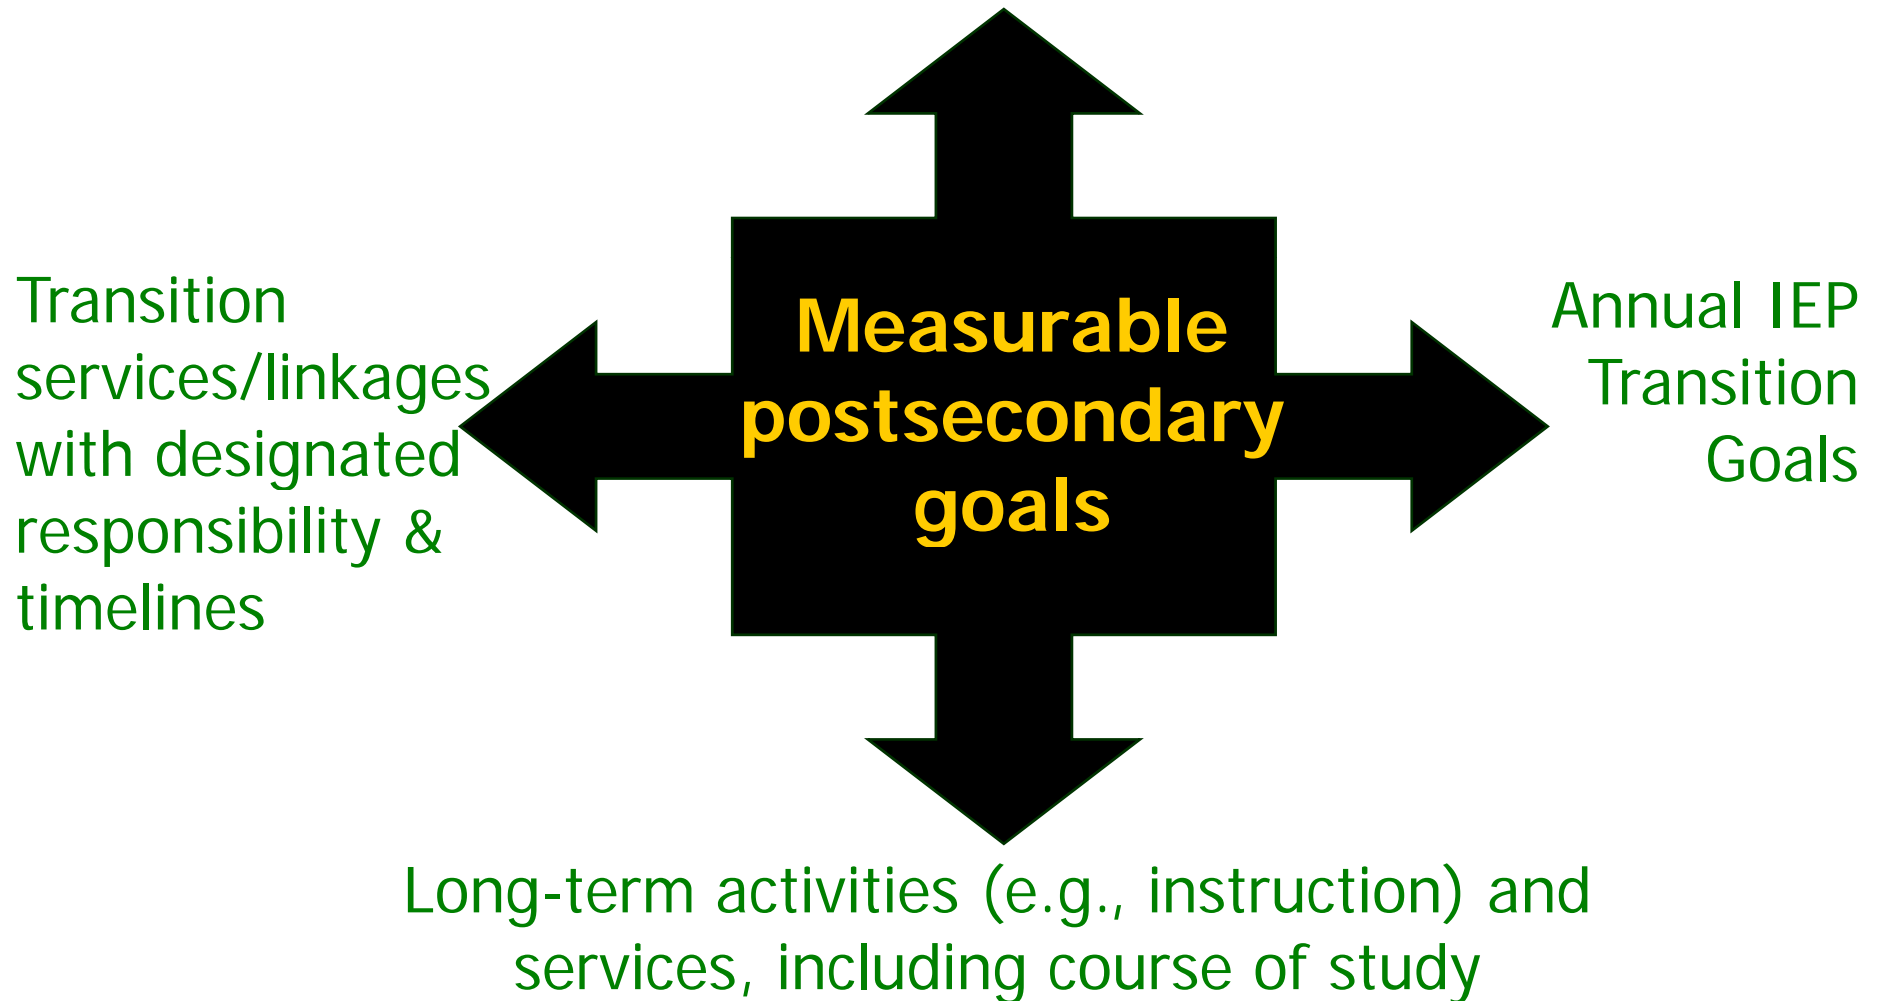 Transition
services/linkages
with designated
responsibility &
timelines
Measurable
postsecondary
goals
Annual IEP
Transition
Goals
Long-term activities (e.g., instruction) and
services, including course of study